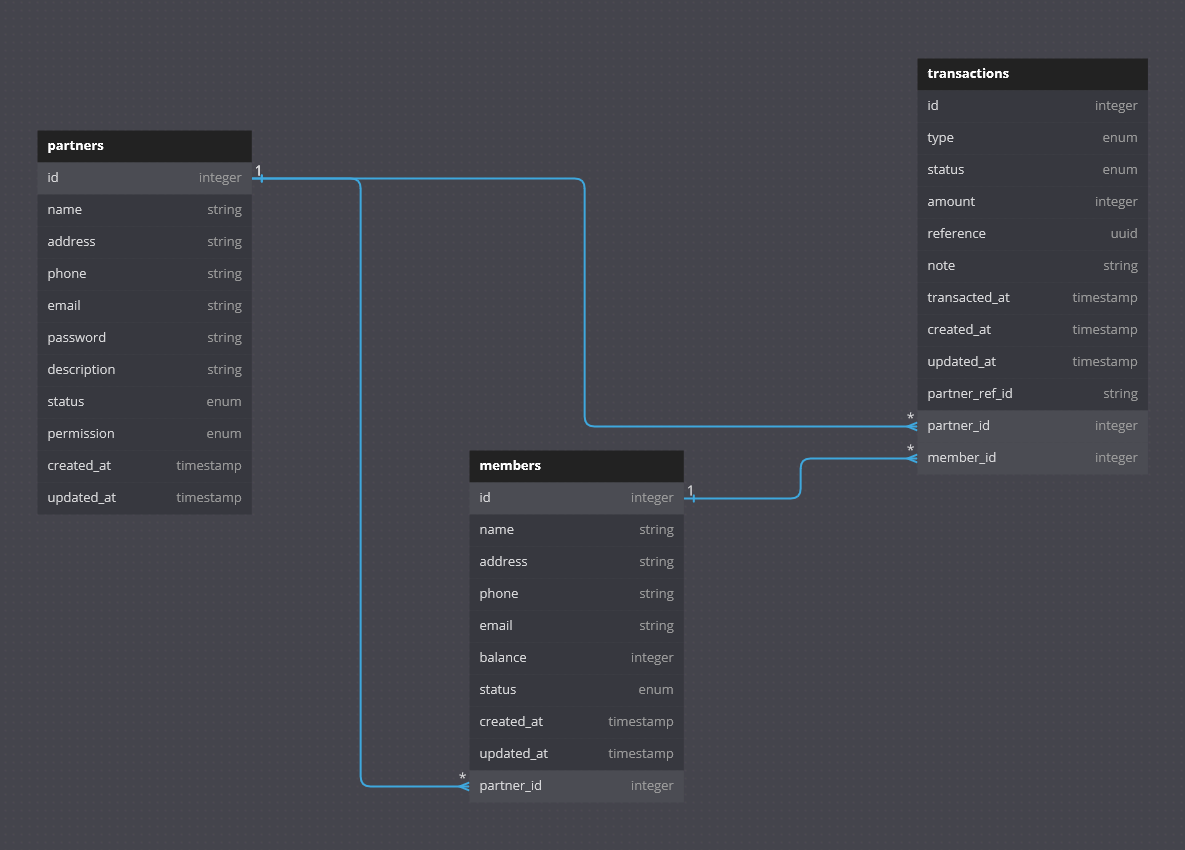 transactions
id integer
type enum
status enum
amount integer
reference uuid
note string
transacted_at timestamp
created_at timestamp
updated_at timestamp
partner_ref_id string
* partner_id integer
* member_id integer
partners
id integer 1
name string
address string
phone string
email string
password string
description string
status enum
permission enum
created_at timestamp
updated_at timestamp
members
id integer 1
name string
address string
phone string
email string
balance integer
status enum
created_at timestamp
updated_at timestamp
* partner_id integer